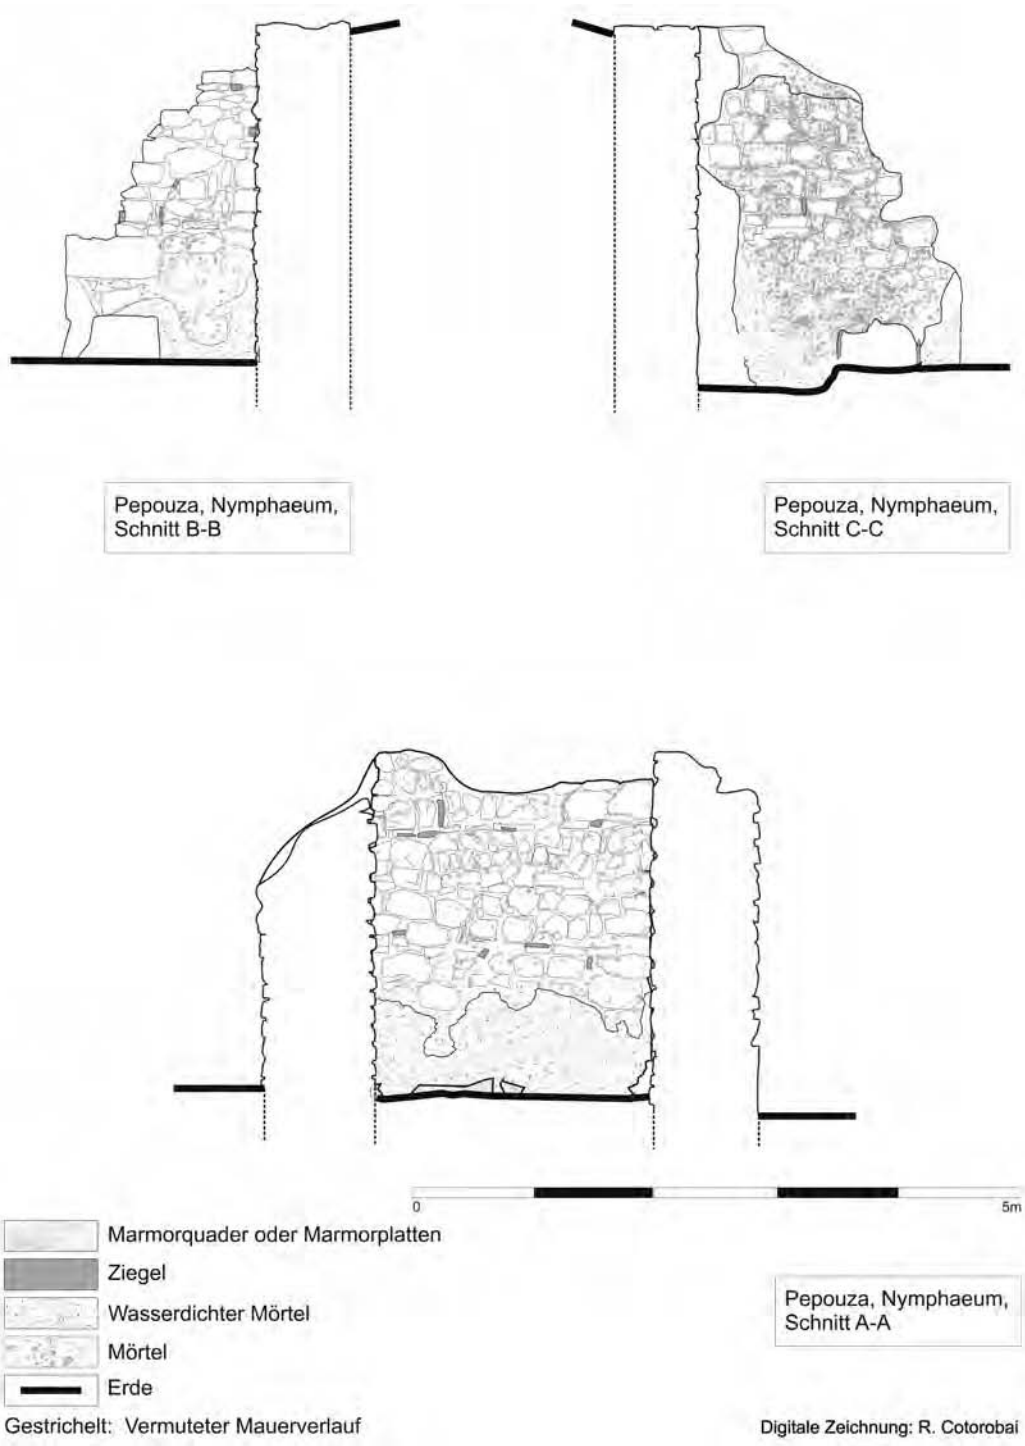 Pepouza, Nymphaeum,
Schnitt B-B
Pepouza, Nymphaeum,
Schnitt C-C
0
5m
Marmorquader oder Marmorplatten
Ziegel
Wasserdichter Mörtel
Mörtel
Erde
Gestrichelt: Vermuteter Mauerverlauf
Pepouza, Nymphaeum,
Schnitt A-A
Digitale Zeichnung: R. Cotorobai